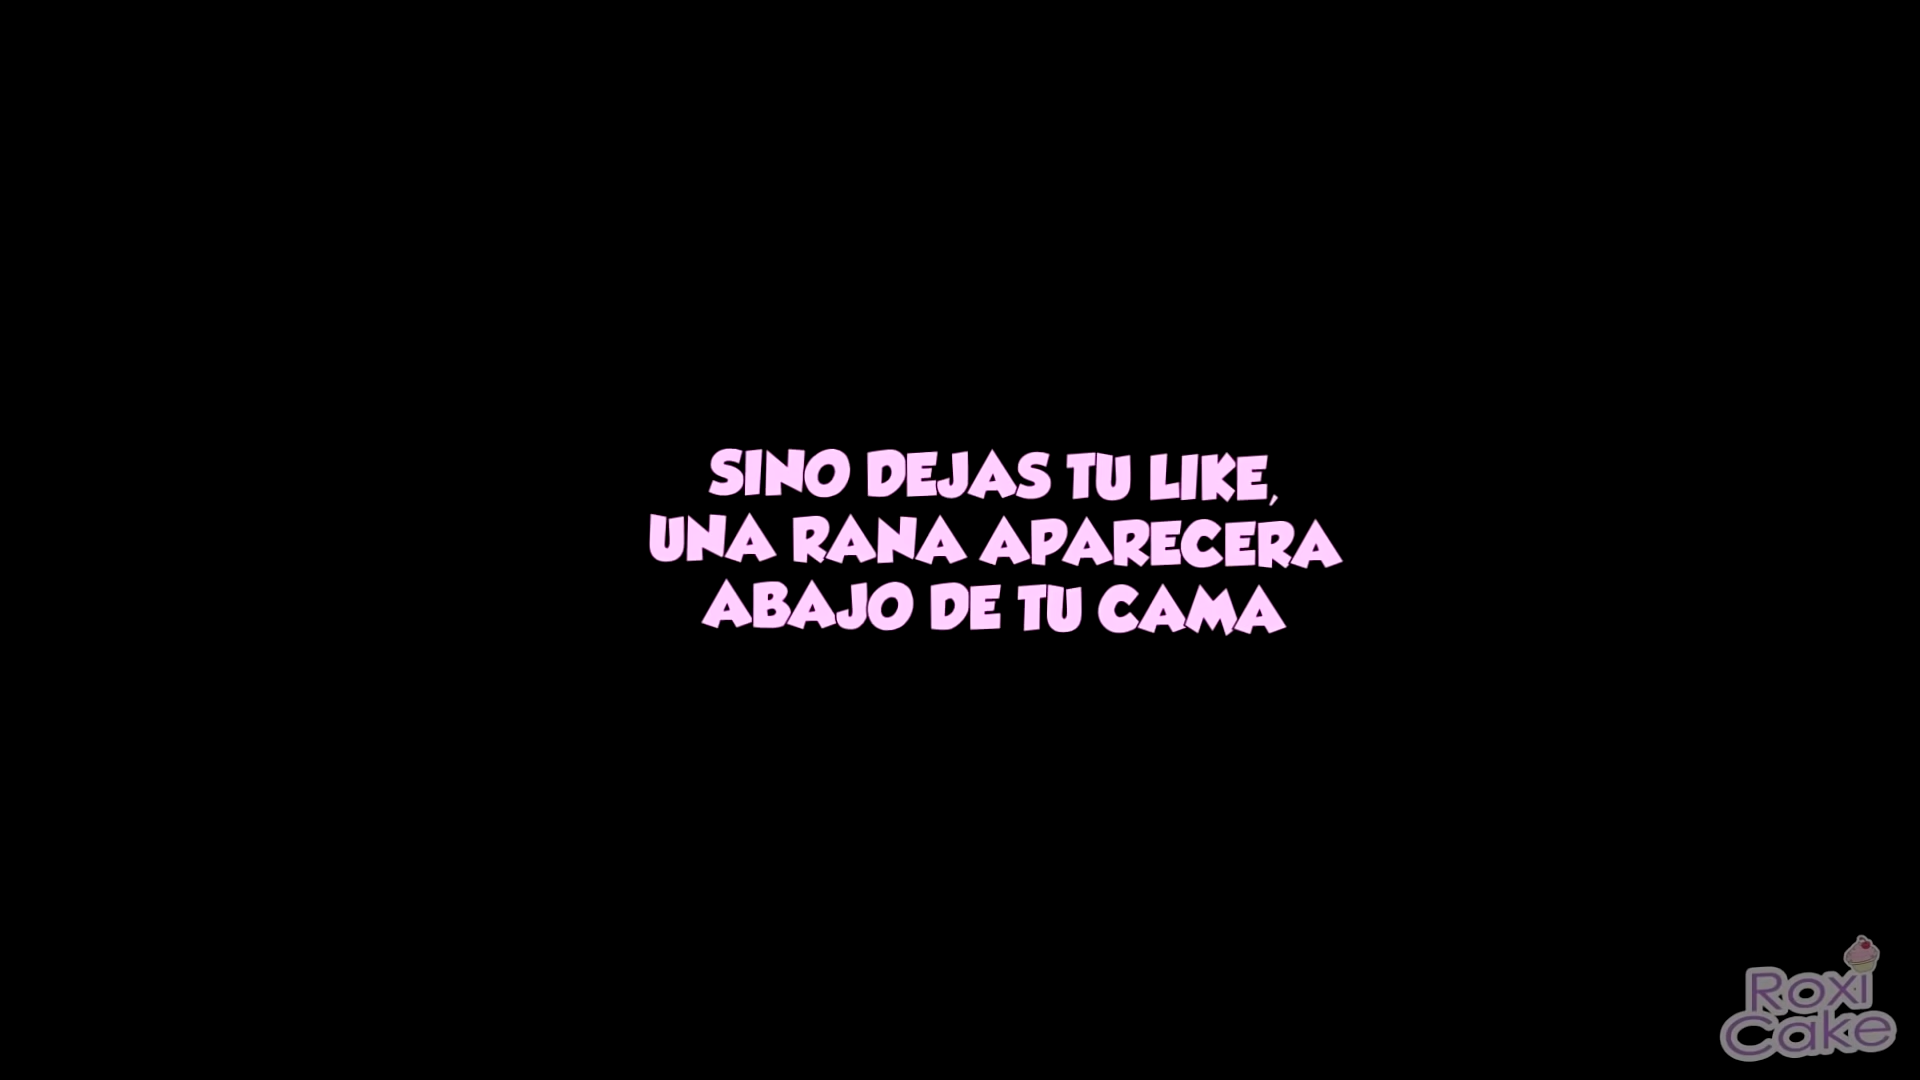 SINO DEJAS TU LIKE,
UNA RANA APARECERA
ABAJO DE TU CAMA
Roxi
Cake